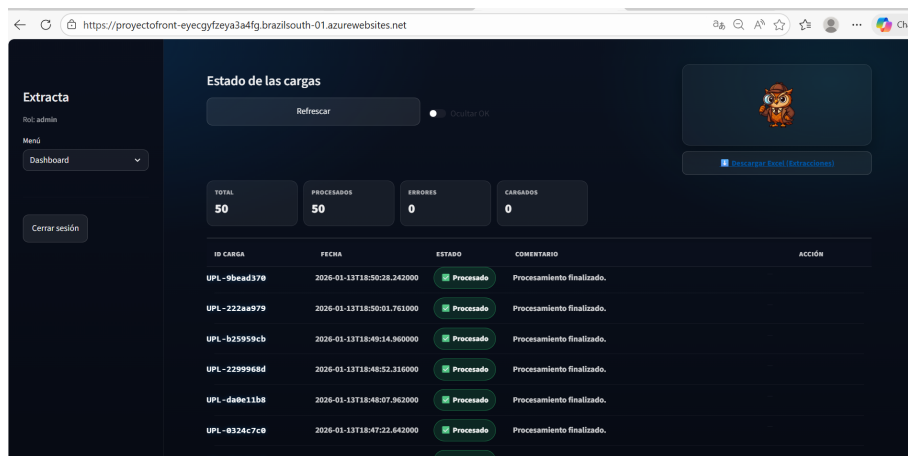 https://proyectofront-eyecgyfzeya3a4fg.brazilsouth-01.azurewebsites.net
Extracta
Rol: admin
Menú
Dashboard
Cerrar sesión
Estado de las cargas
Refrescar
Ocultar OK
Descargar Excel (Extracciones)
TOTAL
50
PROCESADOS
50
ERRORES
0
CARGADOS
0
ID CARGA FECHA ESTADO COMENTARIO ACCIÓN
UPL-9bead370 2026-01-13T18:50:28.242000 Procesado Procesamiento finalizado.
UPL-222aa979 2026-01-13T18:50:01.761000 Procesado Procesamiento finalizado.
UPL-b25959cb 2026-01-13T18:49:14.960000 Procesado Procesamiento finalizado.
UPL-2299968d 2026-01-13T18:48:52.316000 Procesado Procesamiento finalizado.
UPL-da0e11b8 2026-01-13T18:48:07.962000 Procesado Procesamiento finalizado.
UPL-0324c7c0 2026-01-13T18:47:22.642000 Procesado Procesamiento finalizado.